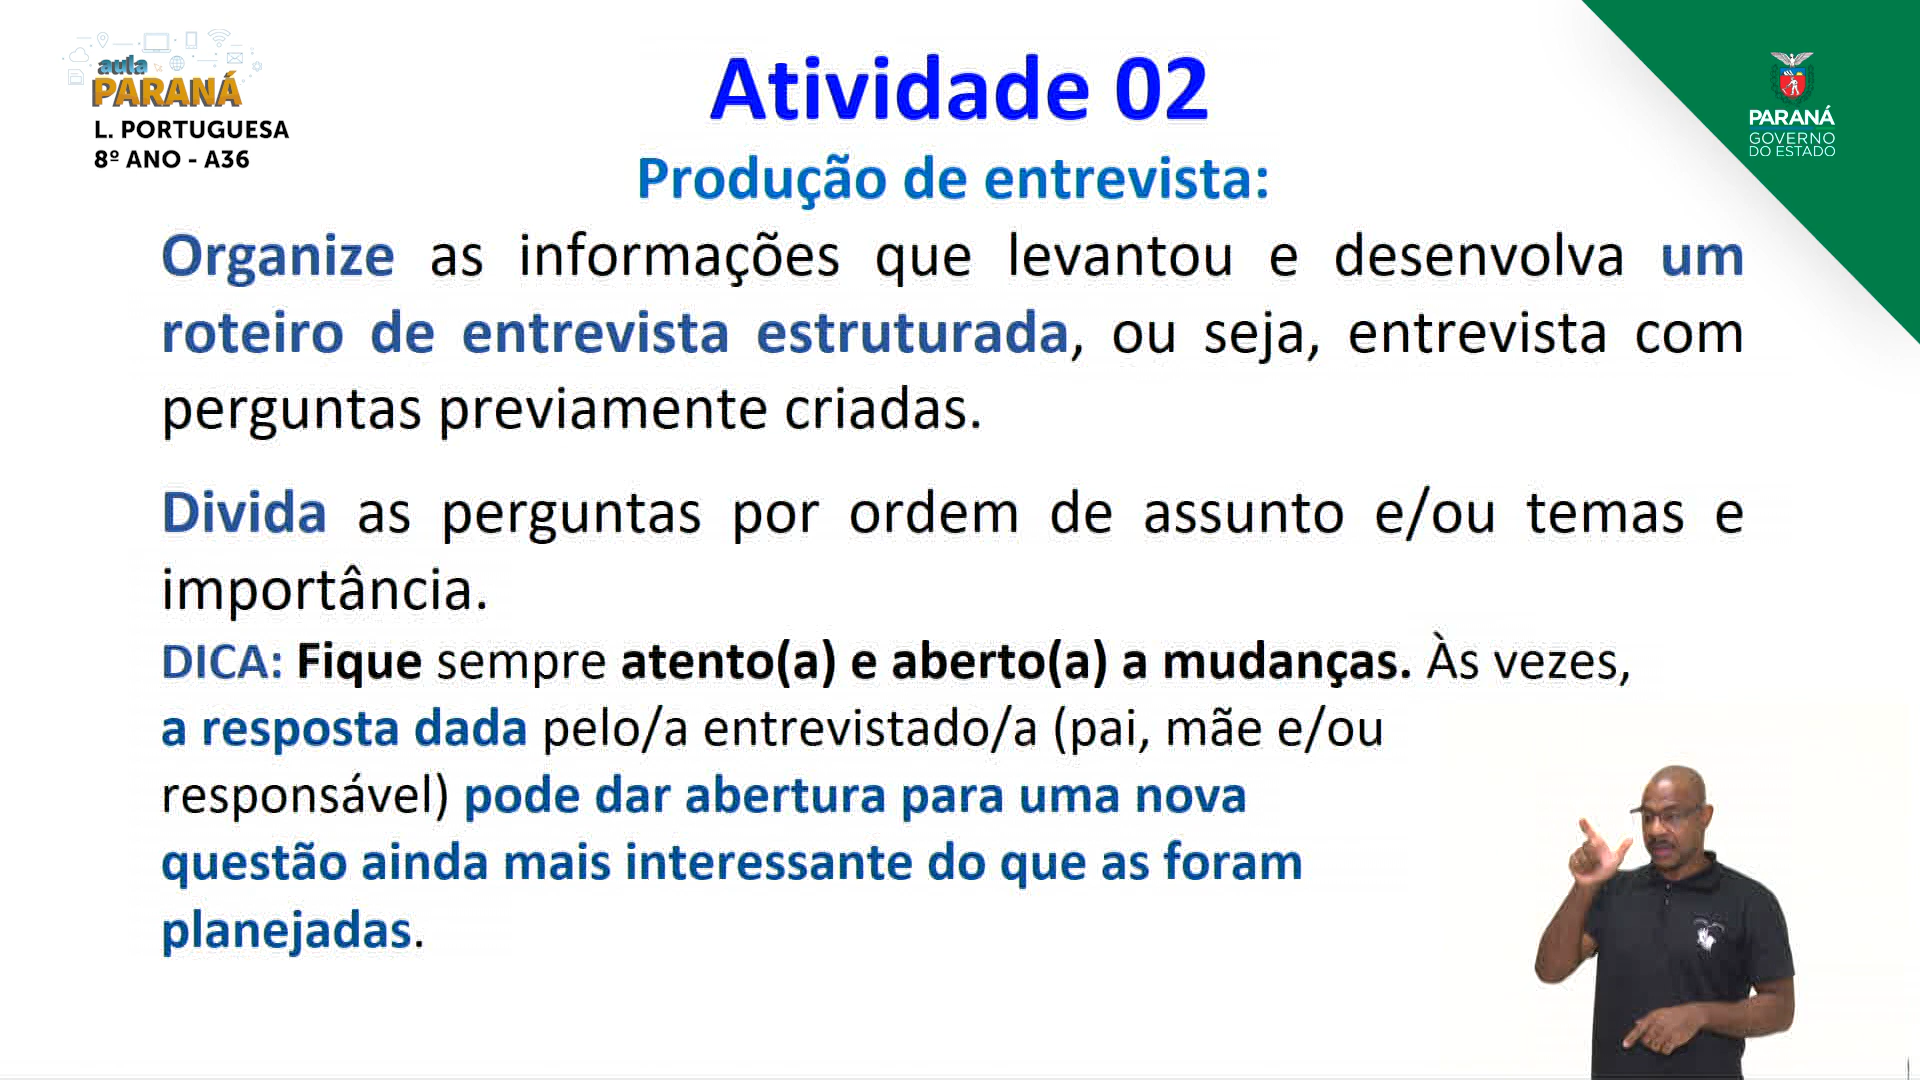 aula
PARANÁ
L. PORTUGUESA
8º ANO - A36
PARANÁ
GOVERNO
DO ESTADO
Atividade 02
Produção de entrevista:
Organize as informações que levantou e desenvolva um
roteiro de entrevista estruturada, ou seja, entrevista com
perguntas previamente criadas.
Divida as perguntas por ordem de assunto e/ou temas e
importância.
DICA: Fique sempre atento(a) e aberto(a) a mudanças. Às vezes,
a resposta dada pelo/a entrevistado/a (pai, mãe e/ou
responsável) pode dar abertura para uma nova
questão ainda mais interessante do que as foram
planejadas.